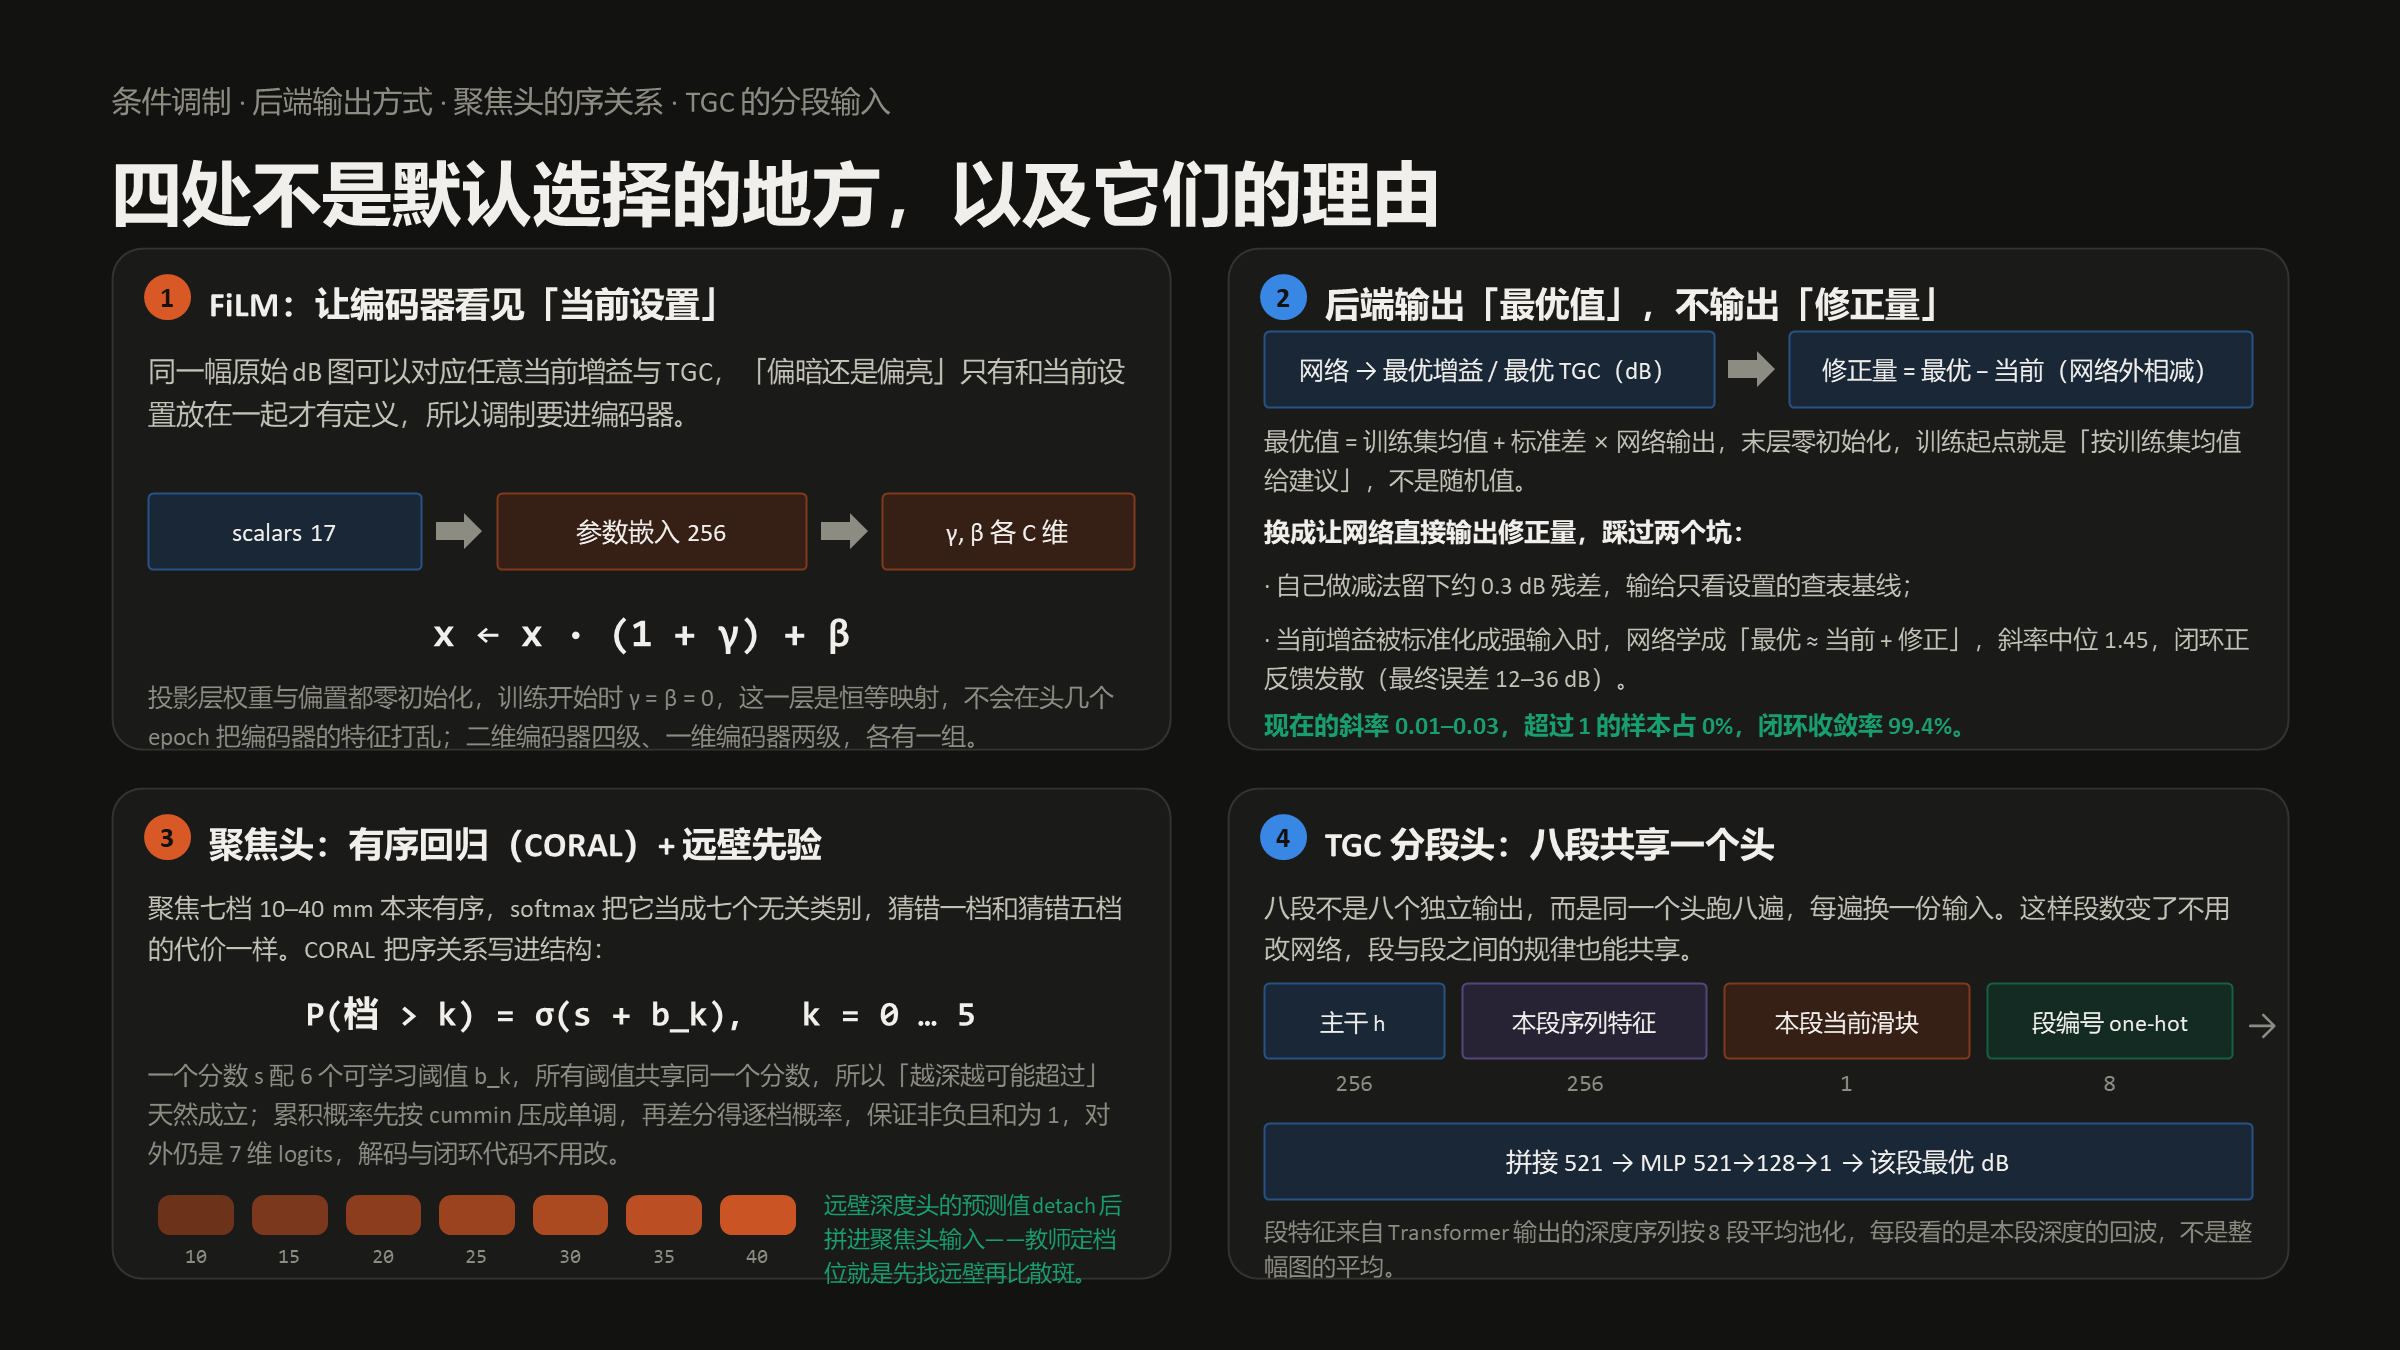 条件调制 · 后端输出方式 · 聚焦头的序关系 · TGC 的分段输入
四处不是默认选择的地方，以及它们的理由
1 FiLM：让编码器看见「当前设置」
同一幅原始 dB 图可以对应任意当前增益与 TGC，「偏暗还是偏亮」只有和当前设
置放在一起才有定义，所以调制要进编码器。
scalars 17
参数嵌入 256
γ, β 各 C 维
x ← x · (1 + γ) + β
投影层权重与偏置都零初始化，训练开始时 γ = β = 0，这一层是恒等映射，不会在头几个
epoch 把编码器的特征打乱；二维编码器四级、一维编码器两级，各有一组。
2 后端输出「最优值」，不输出「修正量」
网络 → 最优增益 / 最优 TGC（dB）
修正量 = 最优 − 当前（网络外相减）
最优值 = 训练集均值 + 标准差 × 网络输出，末层零初始化，训练起点就是「按训练集均值
给建议」，不是随机值。
换成让网络直接输出修正量，踩过两个坑：
· 自己做减法留下约 0.3 dB 残差，输给只看设置的查表基线；
· 当前增益被标准化成强输入时，网络学成「最优 ≈ 当前 + 修正」，斜率中位 1.45，闭环正
反馈发散（最终误差 12–36 dB）。
现在的斜率 0.01–0.03，超过 1 的样本占 0%，闭环收敛率 99.4%。
3 聚焦头：有序回归（CORAL）+ 远壁先验
聚焦七档 10–40 mm 本来有序，softmax 把它当成七个无关类别，猜错一档和猜错五档
的代价一样。CORAL 把序关系写进结构：
P(档 > k) = σ(s + b_k),   k = 0 … 5
一个分数 s 配 6 个可学习阈值 b_k，所有阈值共享同一个分数，所以「越深越可能超过」
天然成立；累积概率先按 cummin 压成单调，再差分得逐档概率，保证非负且和为 1，对
外仍是 7 维 logits，解码与闭环代码不用改。
10 15 20 25 30 35 40
远壁深度头的预测值 detach 后
拼进聚焦头输入——教师定档
位就是先找远壁再比散斑。
4 TGC 分段头：八段共享一个头
八段不是八个独立输出，而是同一个头跑八遍，每遍换一份输入。这样段数变了不用
改网络，段与段之间的规律也能共享。
主干 h
本段序列特征
本段当前滑块
段编号 one-hot
→
256 256 1 8
拼接 521 → MLP 521→128→1 → 该段最优 dB
段特征来自 Transformer 输出的深度序列按 8 段平均池化，每段看的是本段深度的回波，不是整
幅图的平均。